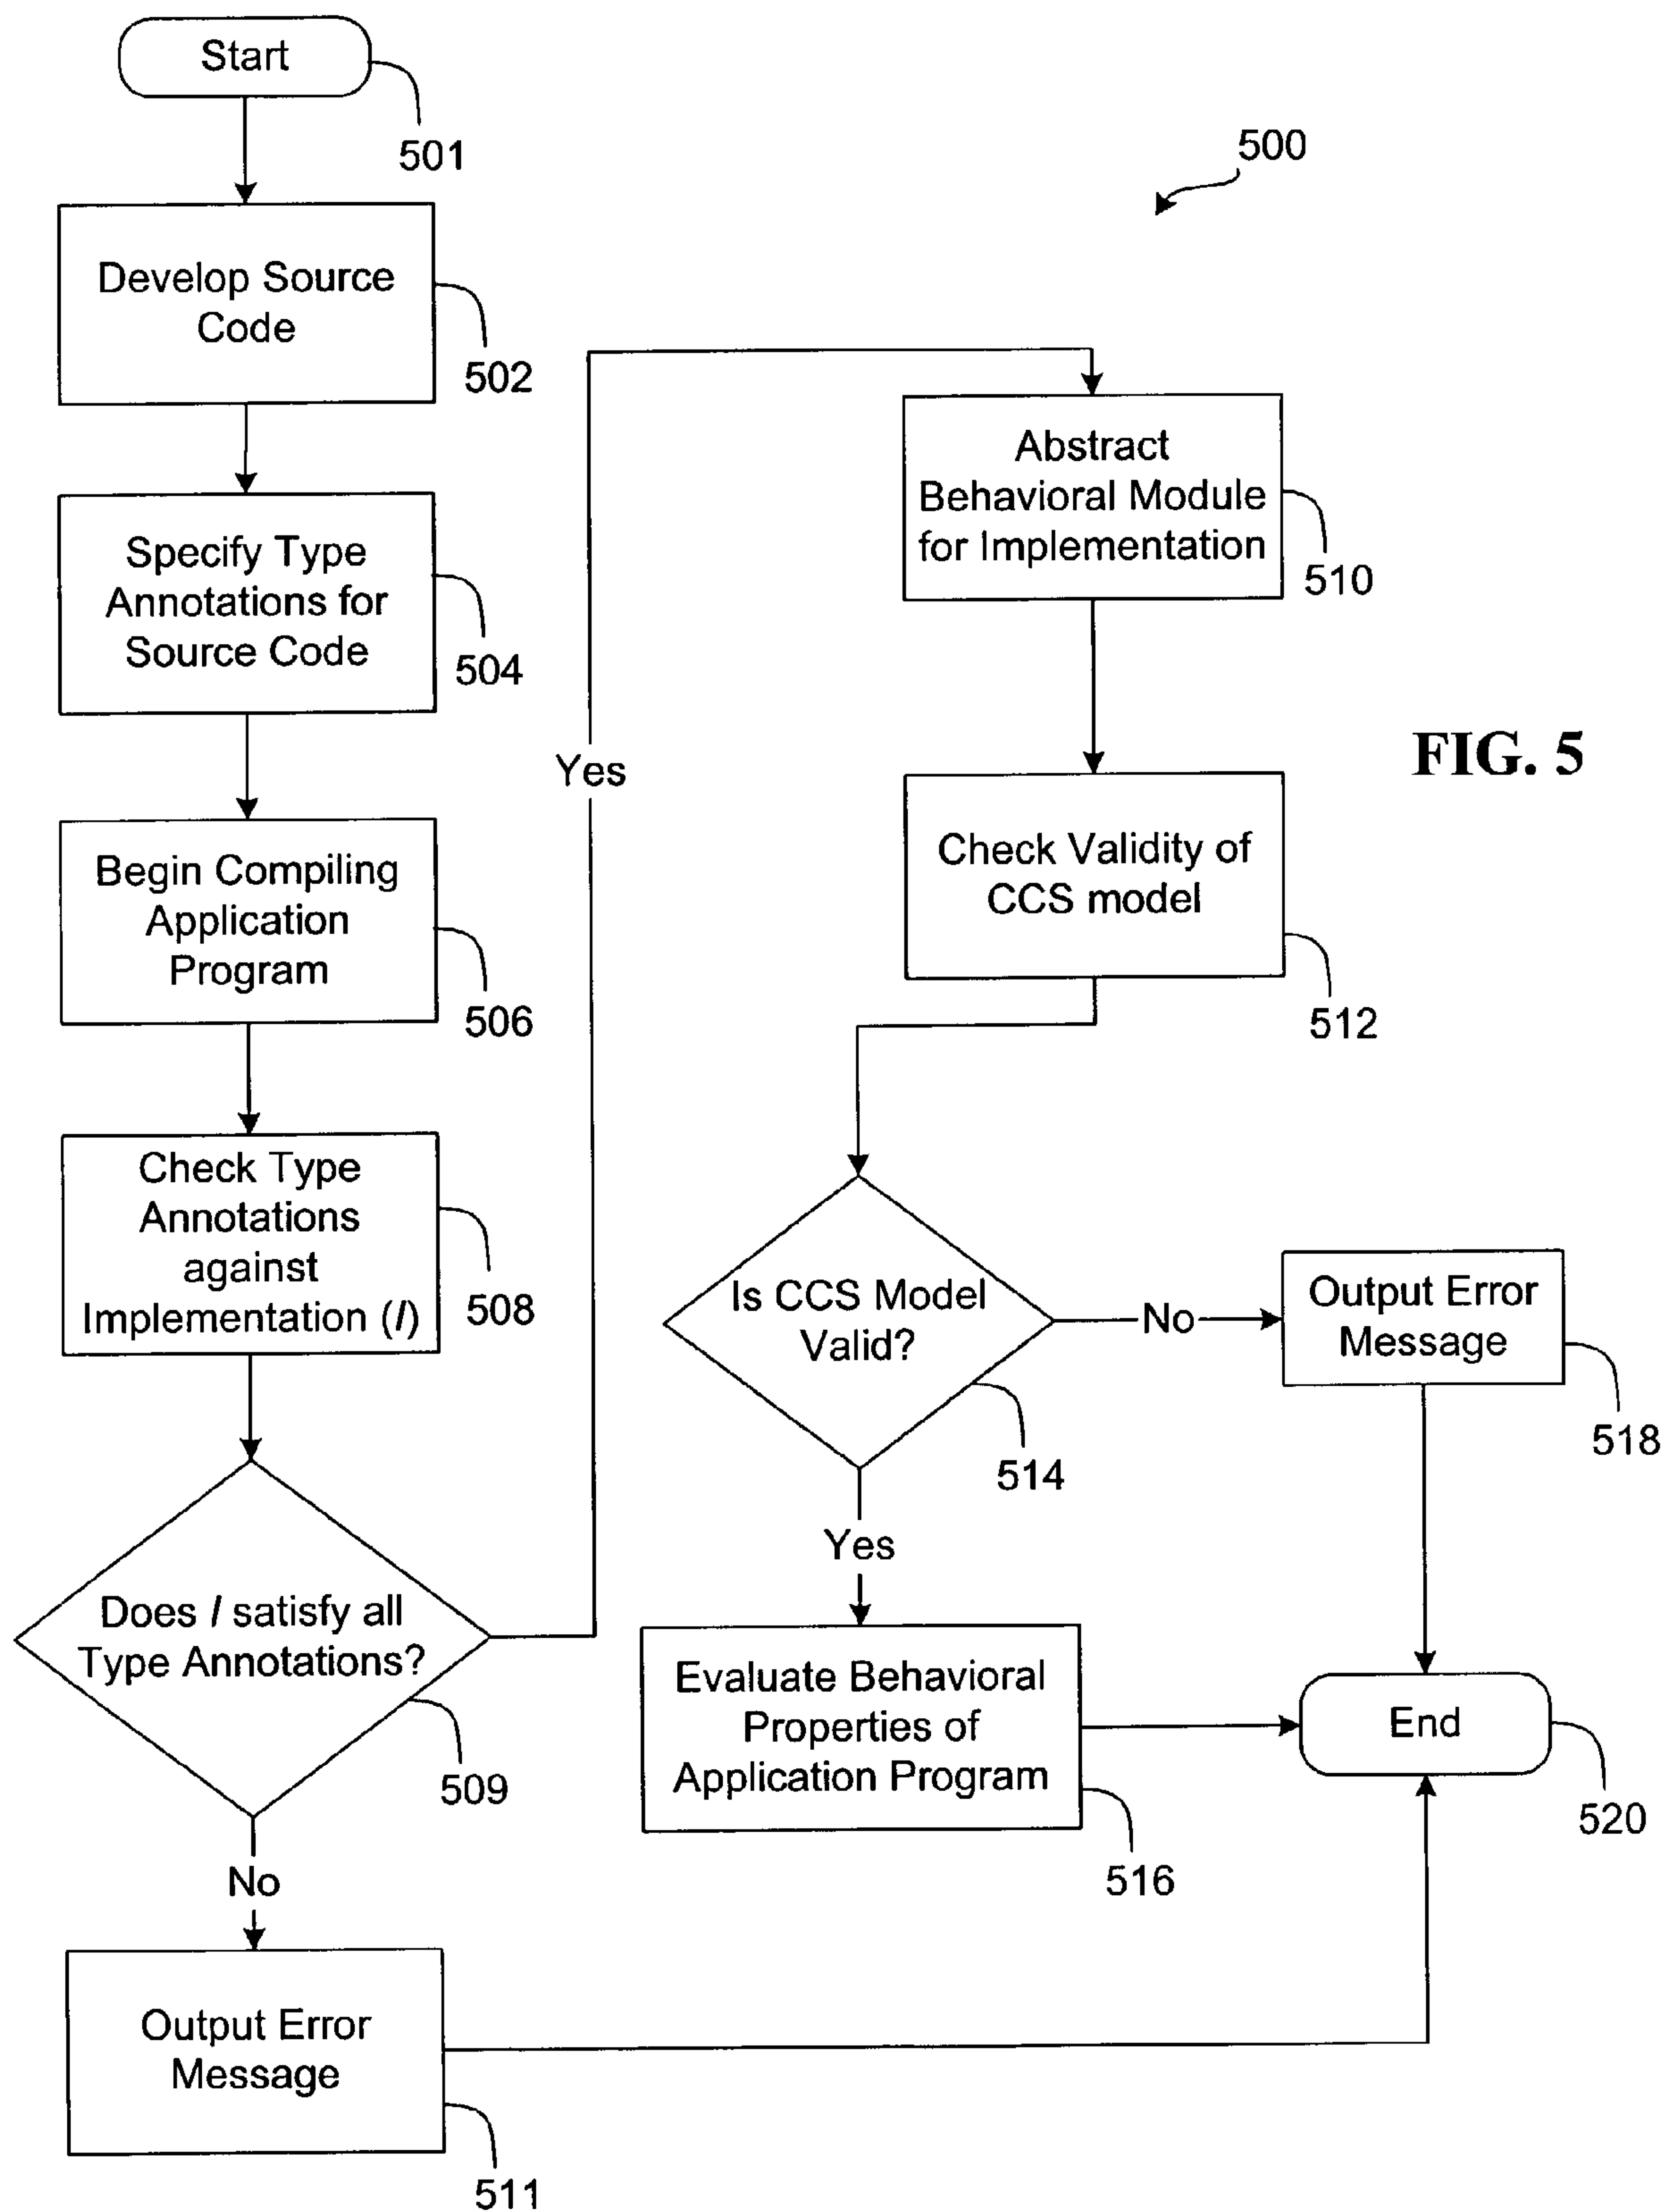 Start
501
500
Develop Source
Code
502
Specify Type
Annotations for
Source Code
504
Begin Compiling
Application
Program
506
Check Type
Annotations
against
Implementation (I)
508
Does I satisfy all
Type Annotations?
509
No
Output Error
Message
511
Yes
Abstract
Behavioral Module
for Implementation
510
FIG. 5
Check Validity of
CCS model
512
Is CCS Model
Valid?
514
No
Output Error
Message
518
Yes
Evaluate Behavioral
Properties of
Application Program
516
End
520